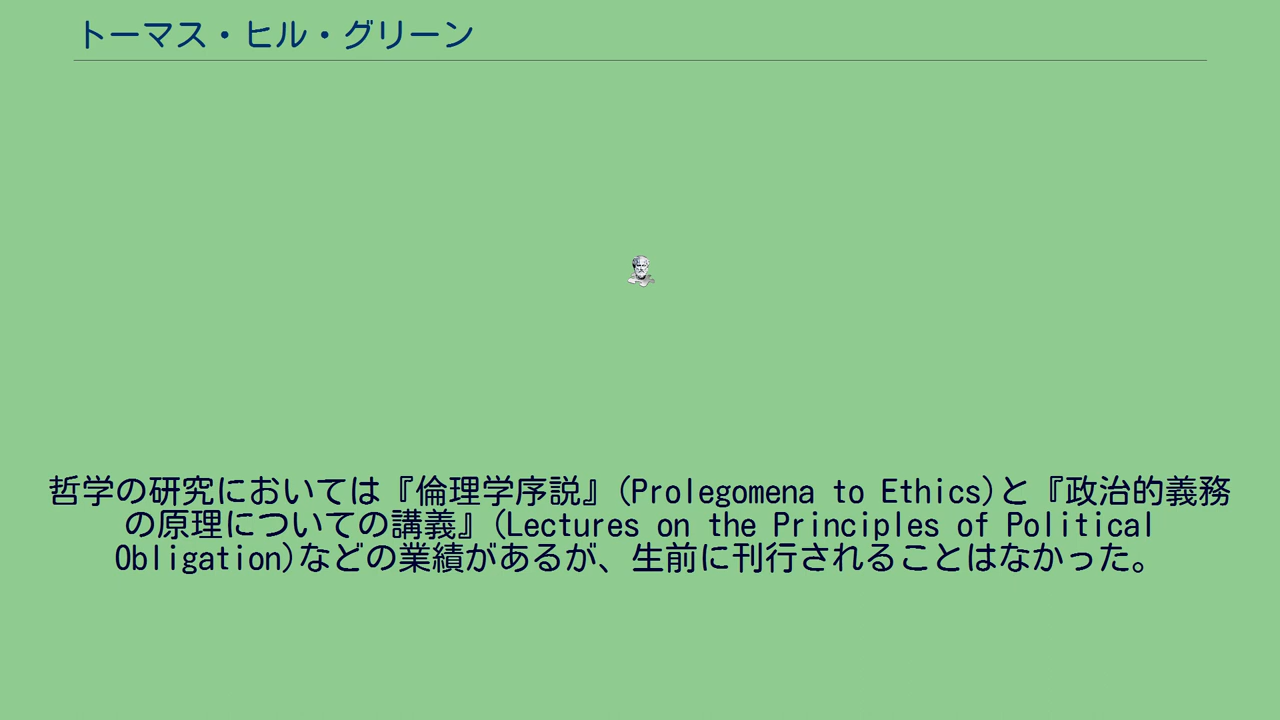 トーマス・ヒル・グリーン
哲学の研究においては『倫理学序説』(Prolegomena to Ethics)と『政治的義務
の原理についての講義』(Lectures on the Principles of Political
Obligation)などの業績があるが、生前に刊行されることはなかった。